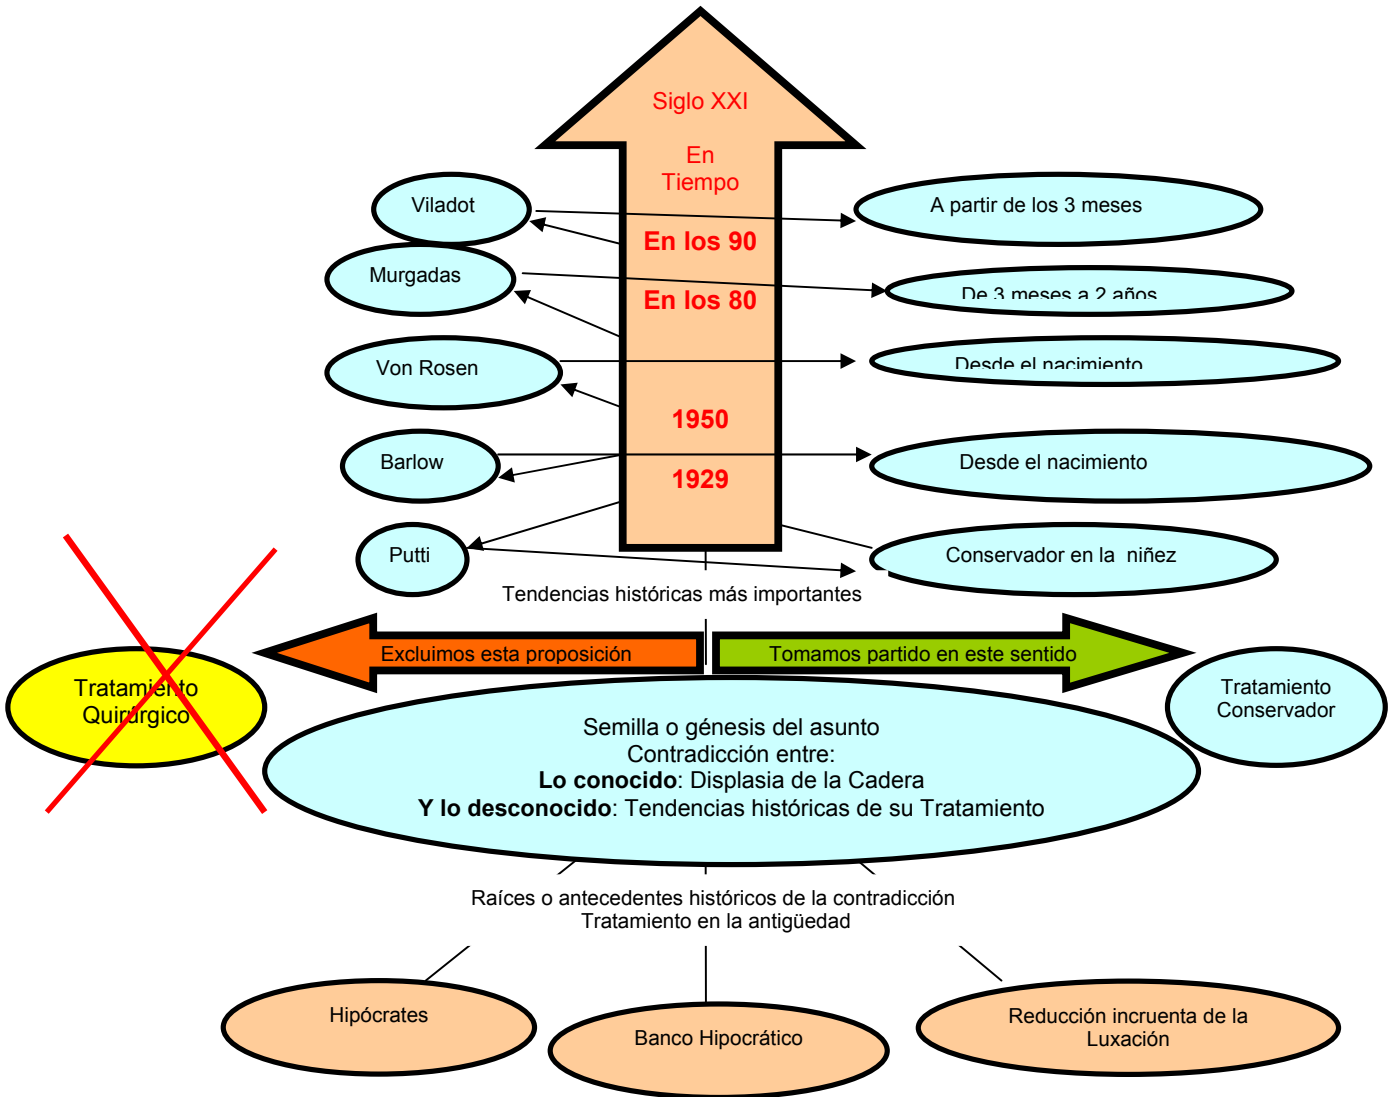 Siglo XXI
En
Tiempo
Viladot
A partir de los 3 meses
En los 90
Murgadas
En los 80
De 3 meses a 2 años
Von Rosen
Desde el nacimiento
1950
Barlow
Desde el nacimiento
1929
Putti
Conservador en la niñez
Tendencias históricas más importantes
Excluimos esta proposición
Tomamos partido en este sentido
Tratamiento
Quirúrgico
Tratamiento
Conservador
Semilla o génesis del asunto
Contradicción entre:
Lo conocido: Displasia de la Cadera
Y lo desconocido: Tendencias históricas de su Tratamiento
Raíces o antecedentes históricos de la contradicción
Tratamiento en la antigüedad
Hipócrates
Banco Hipocrático
Reducción incruenta de la
Luxación